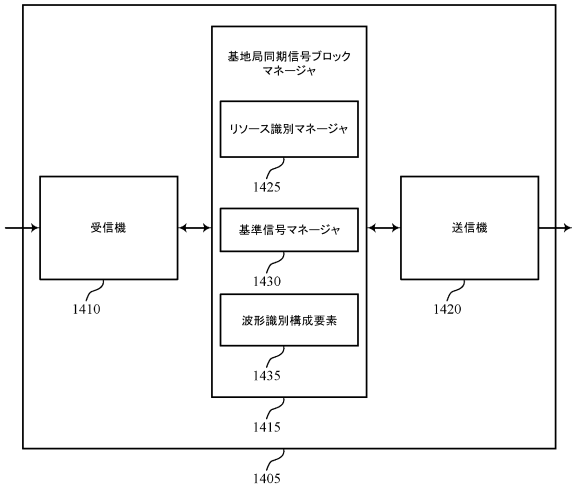 基地局同期信号ブロック
マネージャ
リソース識別マネージャ
1425
受信機
1410
基準信号マネージャ
1430
送信機
1420
波形識別構成要素
1435
1415
1405